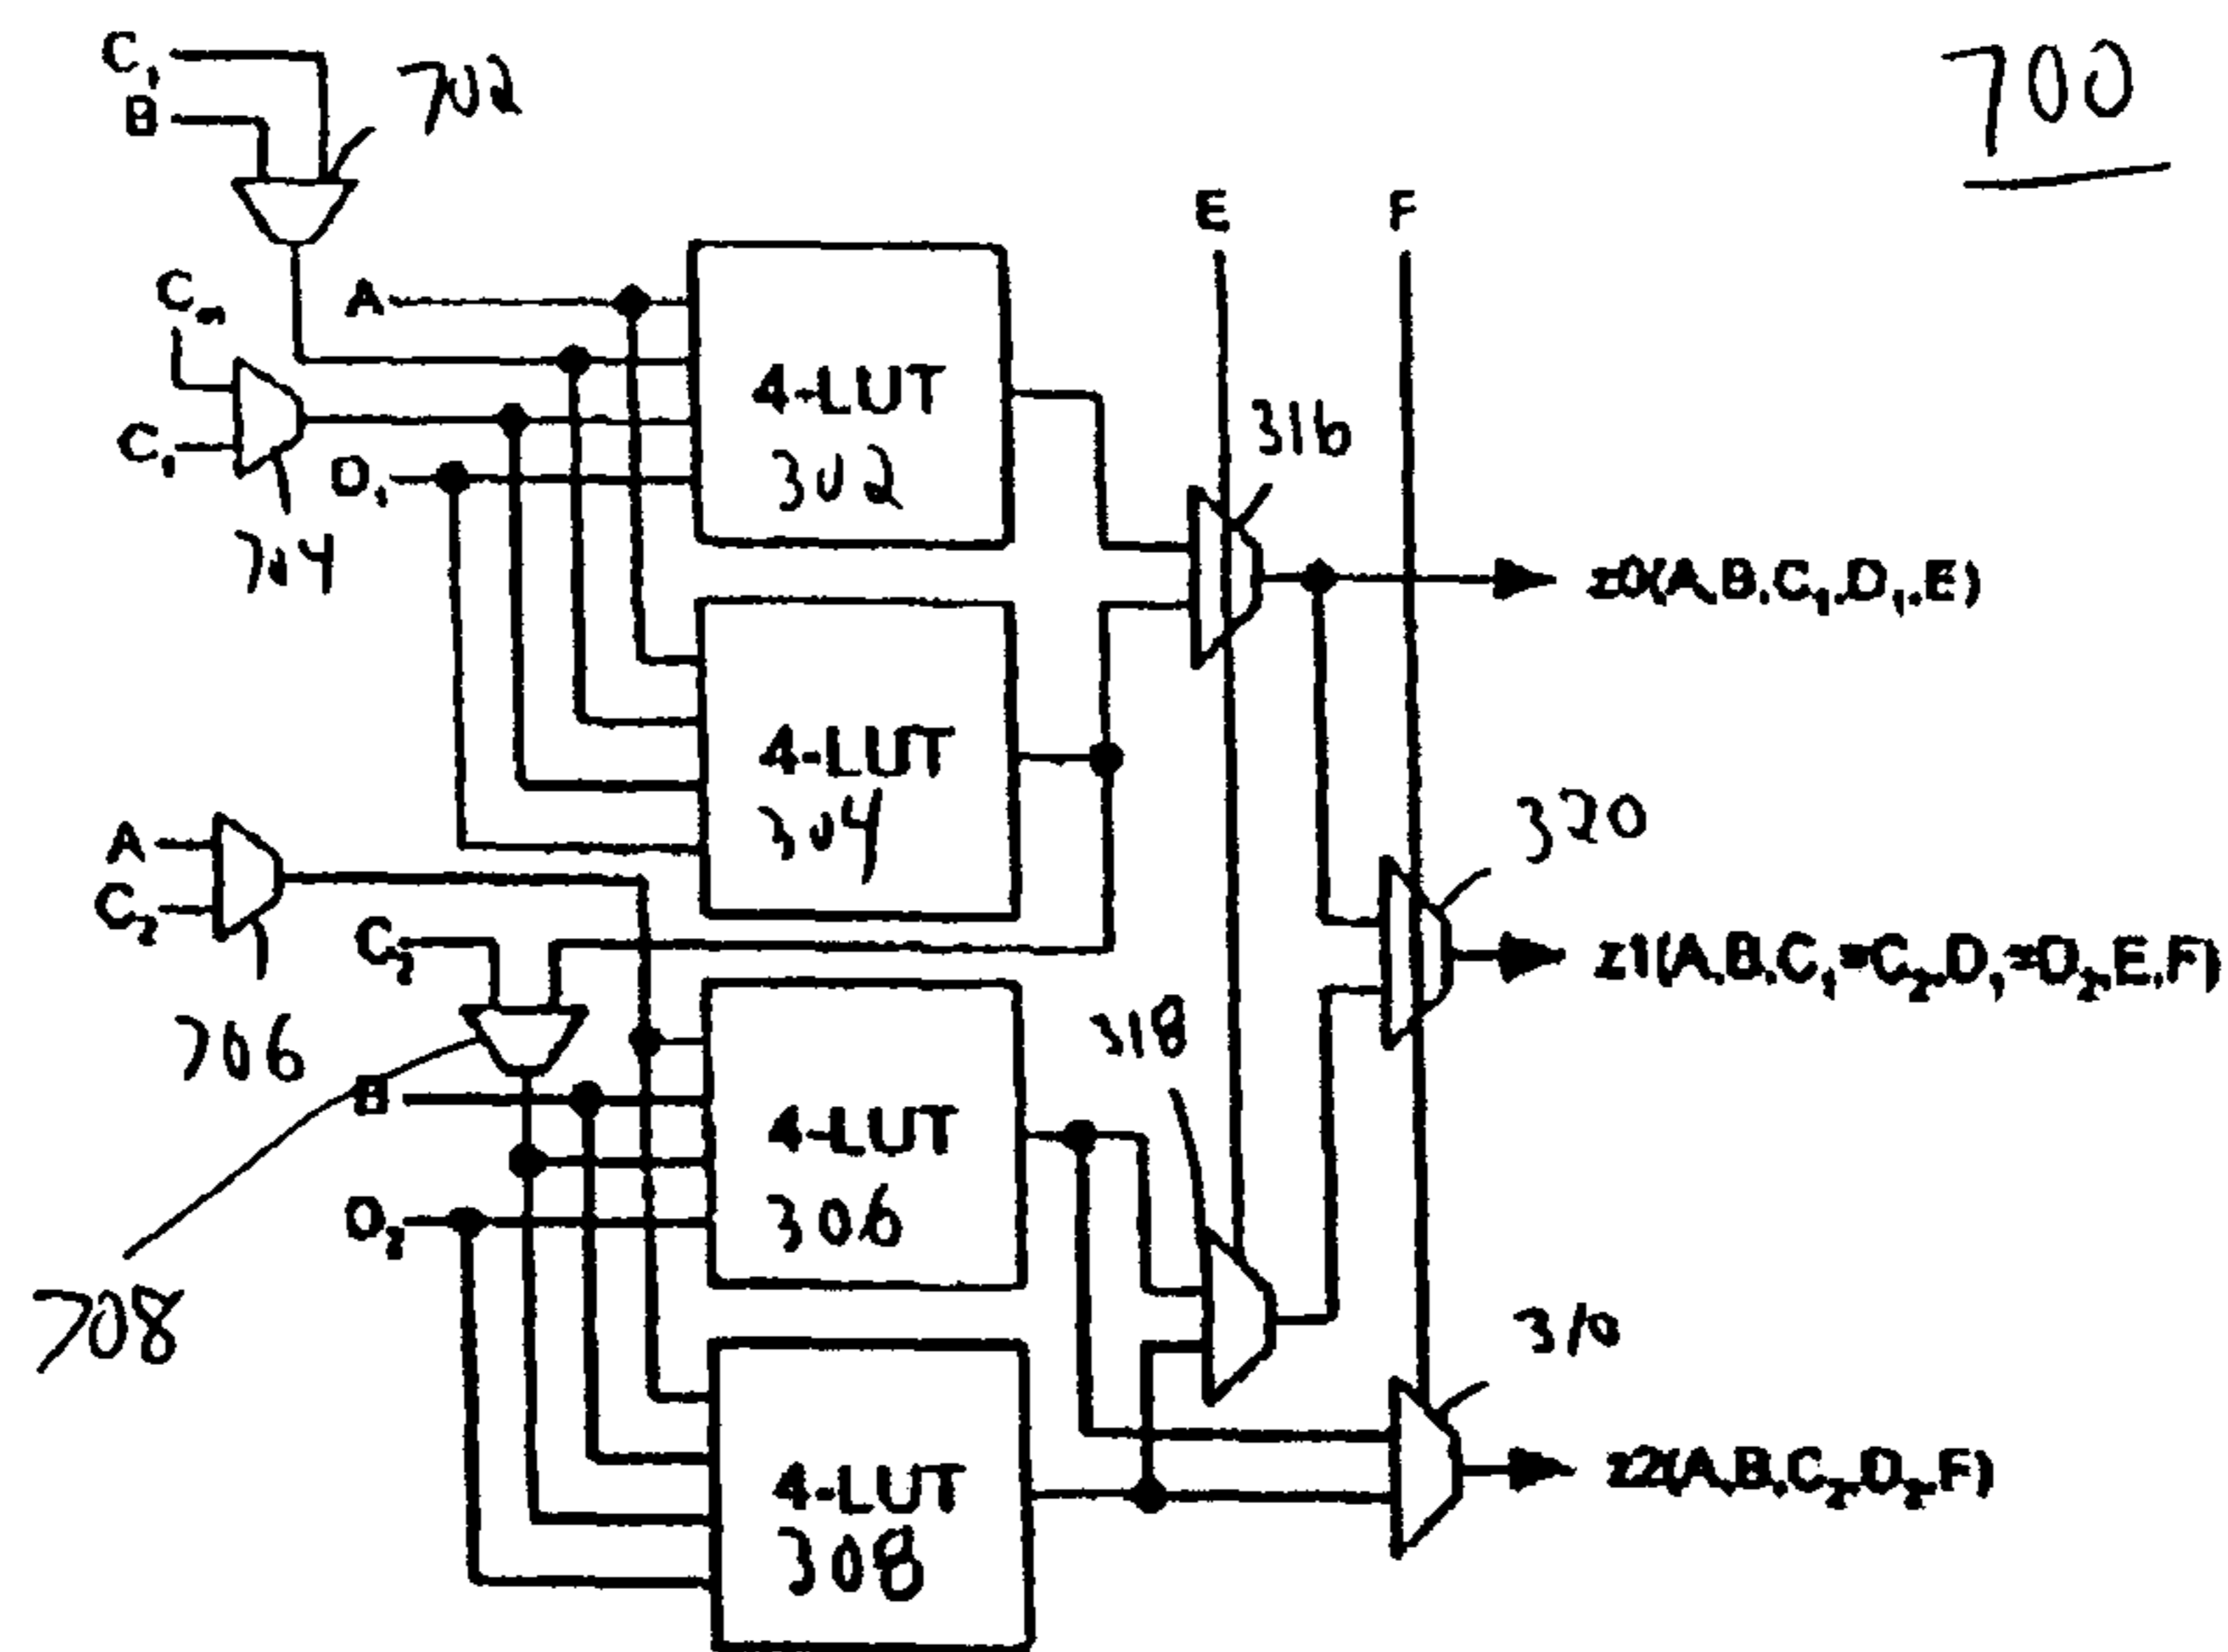 C1
B
702
700
E
F
Cin
A
4-LUT
302
316
C1
D1
704
z0(A,B,C1,D1,E)
4-LUT
304
320
A
C2
C2
z1(A,B,C1=C2,D1=D2,E,F)
706
318
B
4-LUT
306
D2
708
310
4-LUT
308
z2(A,B,C2,D2,F)